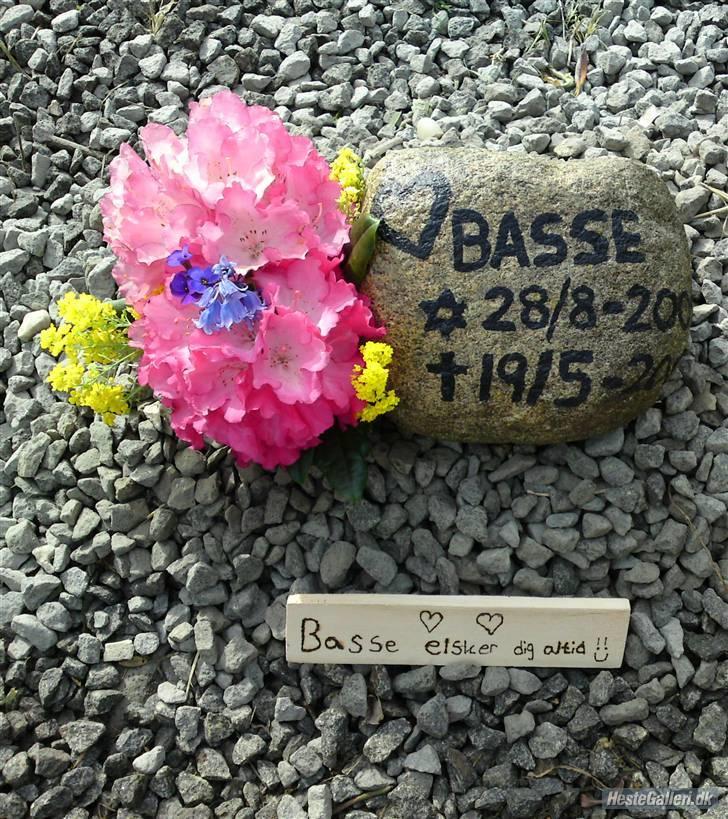 BASSE
28/8-200
19/5-20
Basse elsker dig altid !!
HesteGalleri.dk